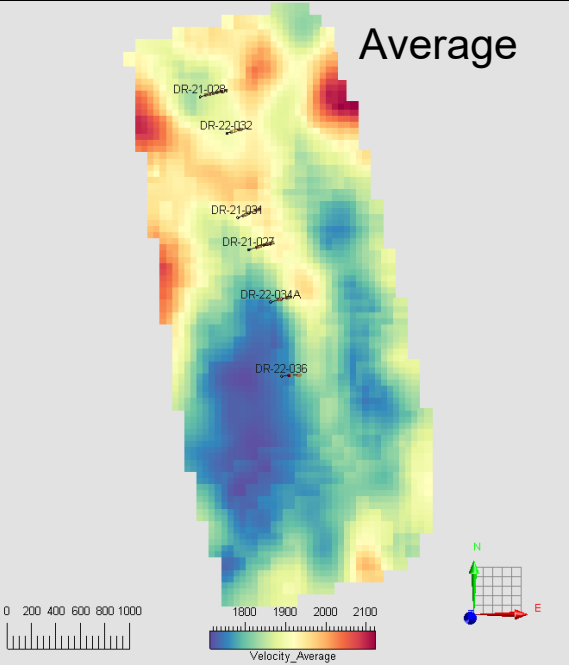 Average
DR-21-028
DR-22-032
DR-21-031
DR-21-027
DR-22-034A
DR-22-036
N
E
0 200 400 600 800 1000
1800 1900 2000 2100
Velocity_Average